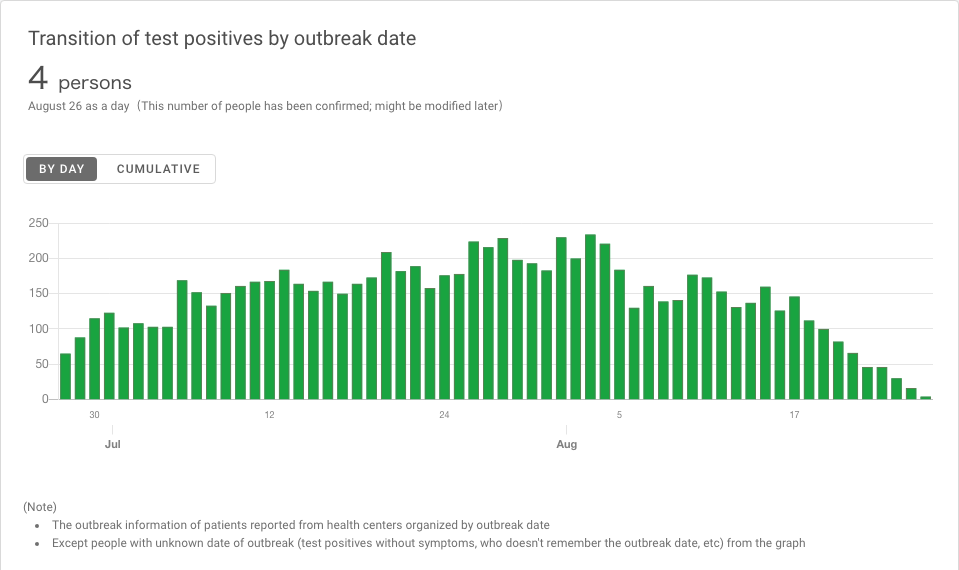 Transition of test positives by outbreak date
4 persons
August 26 as a day（This number of people has been confirmed; might be modified later）
BY DAY CUMULATIVE
250
200
150
100
50
0
30 12 24 5 17
Jul Aug
(Note)
• The outbreak information of patients reported from health centers organized by outbreak date
• Except people with unknown date of outbreak (test positives without symptoms, who doesn't remember the outbreak date, etc) from the graph